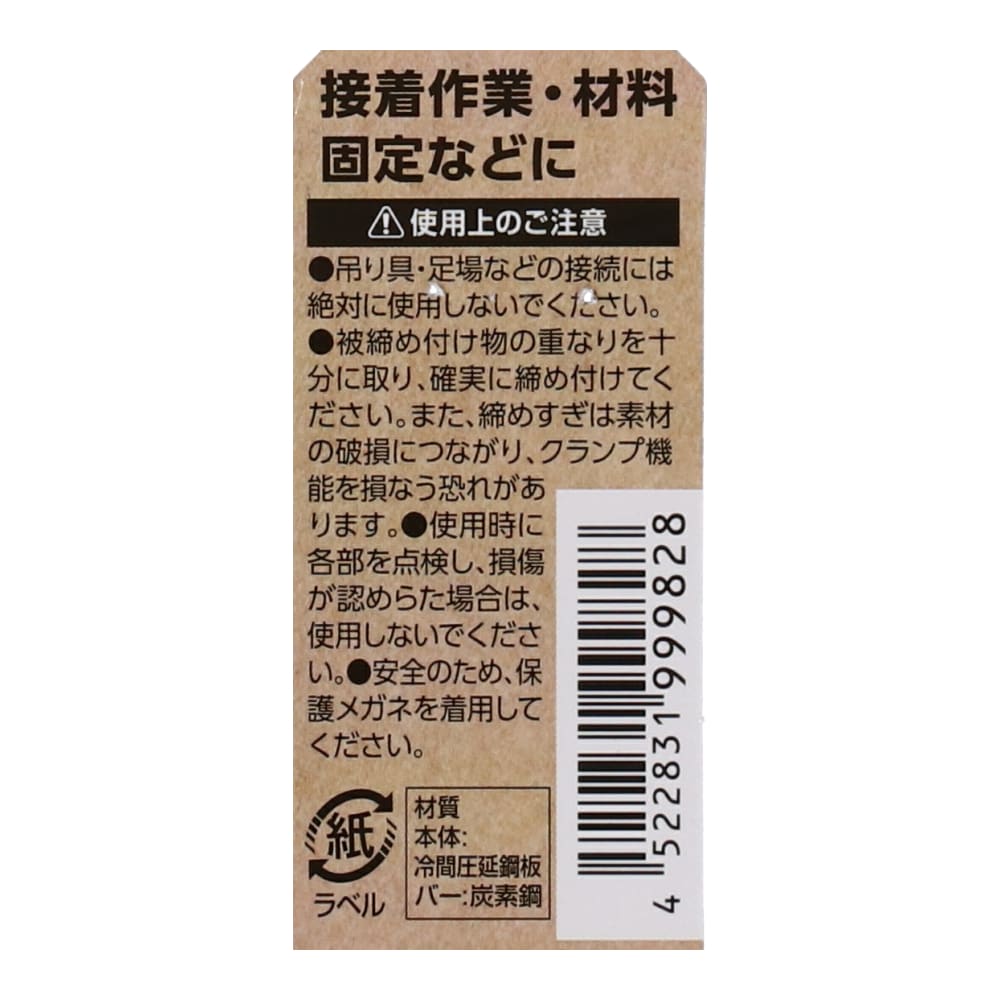 接着作業・材料
固定などに
⚠使用上のご注意
●吊り具・足場などの接続には
絶対に使用しないでください。
●被締め付け物の重なりを十
分に取り、確実に締め付けてく
ださい。また、締めすぎは素材
の破損につながり、クランプ機
能を損なう恐れがあ
ります。●使用時に
各部を点検し、損傷
が認めらた場合は、
使用しないでくださ
い。●安全のため、保
護メガネを着用して
ください。
紙
ラベル
材質
本体:
冷間圧延鋼板
バー:炭素鋼
4522831999828